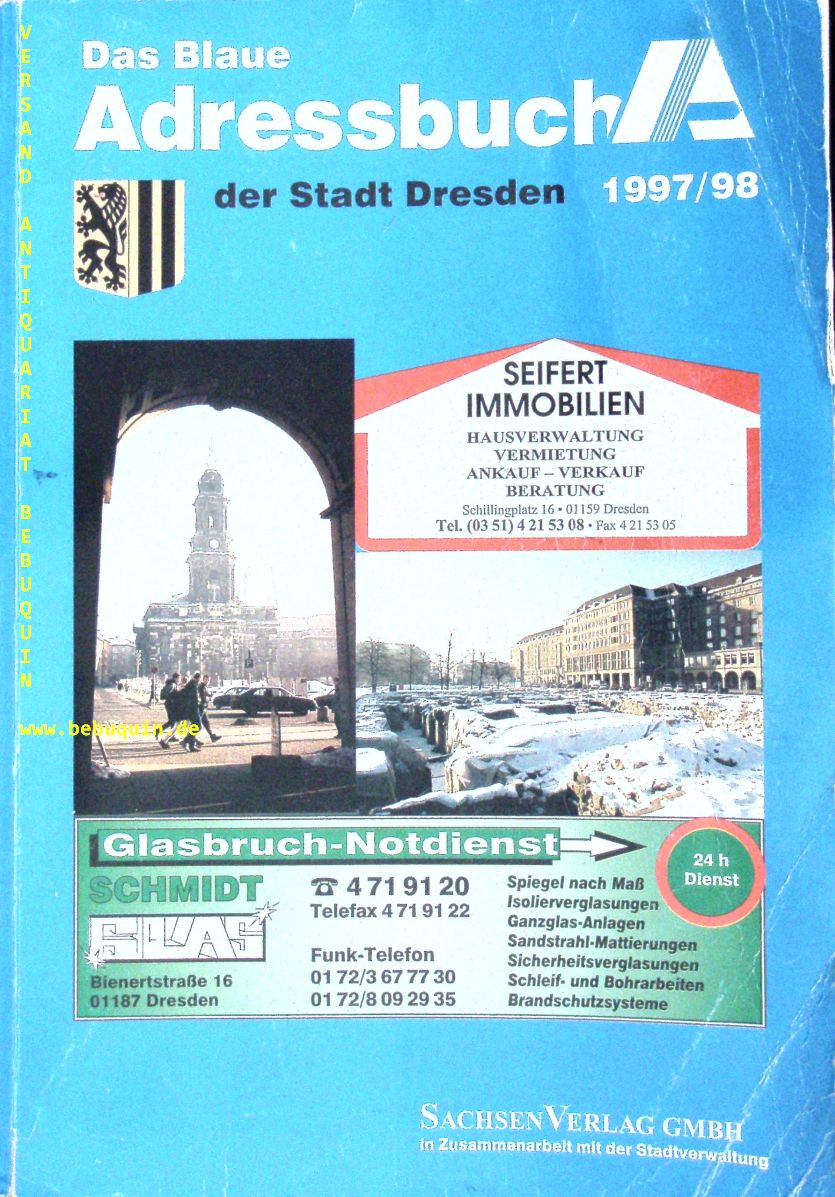 Das Blaue
Adressbuch
der Stadt Dresden 1997/98
SEIFERT
IMMOBILIEN
HAUSVERWALTUNG
VERMIETUNG
ANKAUF – VERKAUF
BERATUNG
Schillingplatz 16 • 01159 Dresden
Tel. (03 51) 4 21 53 08 • Fax 4 21 53 05
Glasbruch-Notdienst
24 h
Dienst
SCHMIDT
GLAS
Bienertstraße 16
01187 Dresden
☎ 4 71 91 20
Telefax 4 71 91 22
Funk-Telefon
01 72/3 67 77 30
01 72/8 09 29 35
Spiegel nach Maß
Isolierverglasungen
Ganzglas-Anlagen
Sandstrahl-Mattierungen
Sicherheitsverglasungen
Schleif- und Bohrarbeiten
Brandschutzsysteme
SACHSENVERLAG GMBH
in Zusammenarbeit mit der Stadtverwaltung
VERSAND ANTIQUARIAT BEBUQUIN
www.bebuquin.de